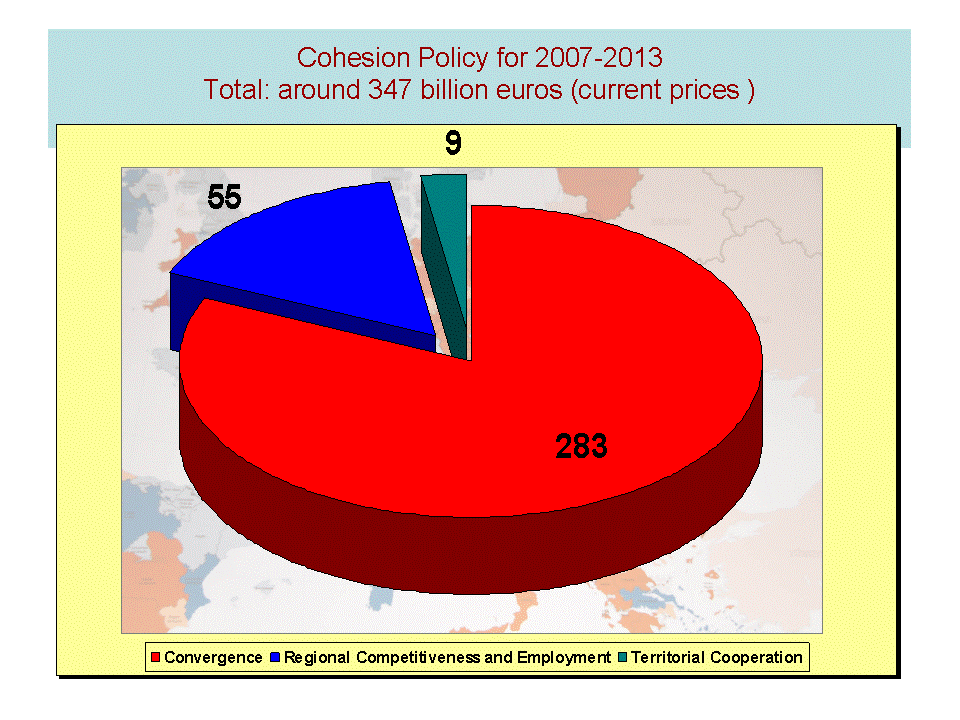 Cohesion Policy for 2007-2013
Total: around 347 billion euros (current prices )
9
55
283
Convergence Regional Competitiveness and Employment Territorial Cooperation